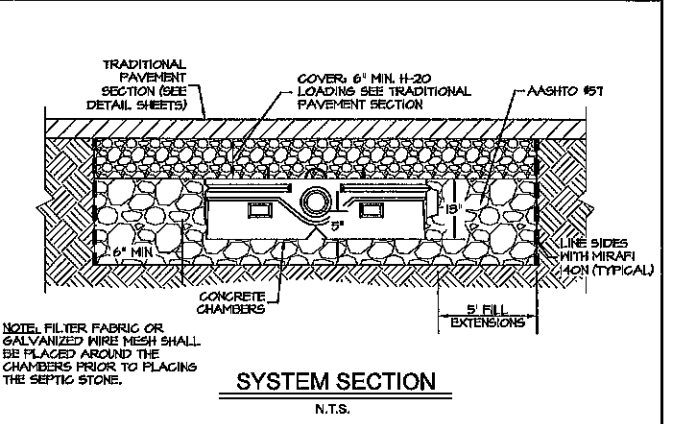 TRADITIONAL
PAVEMENT
SECTION (SEE
DETAIL SHEETS)
COVER: 6" MIN. H-20
LOADING SEE TRADITIONAL
PAVEMENT SECTION
AASHTO #57
18"
5"
6" MIN
LINE SIDES
WITH MIRAFI
140N (TYPICAL)
CONCRETE
CHAMBERS
5' FILL
EXTENSIONS
NOTE: FILTER FABRIC OR
GALVANIZED WIRE MESH SHALL
BE PLACED AROUND THE
CHAMBERS PRIOR TO PLACING
THE SEPTIC STONE.
SYSTEM SECTION
N.T.S.